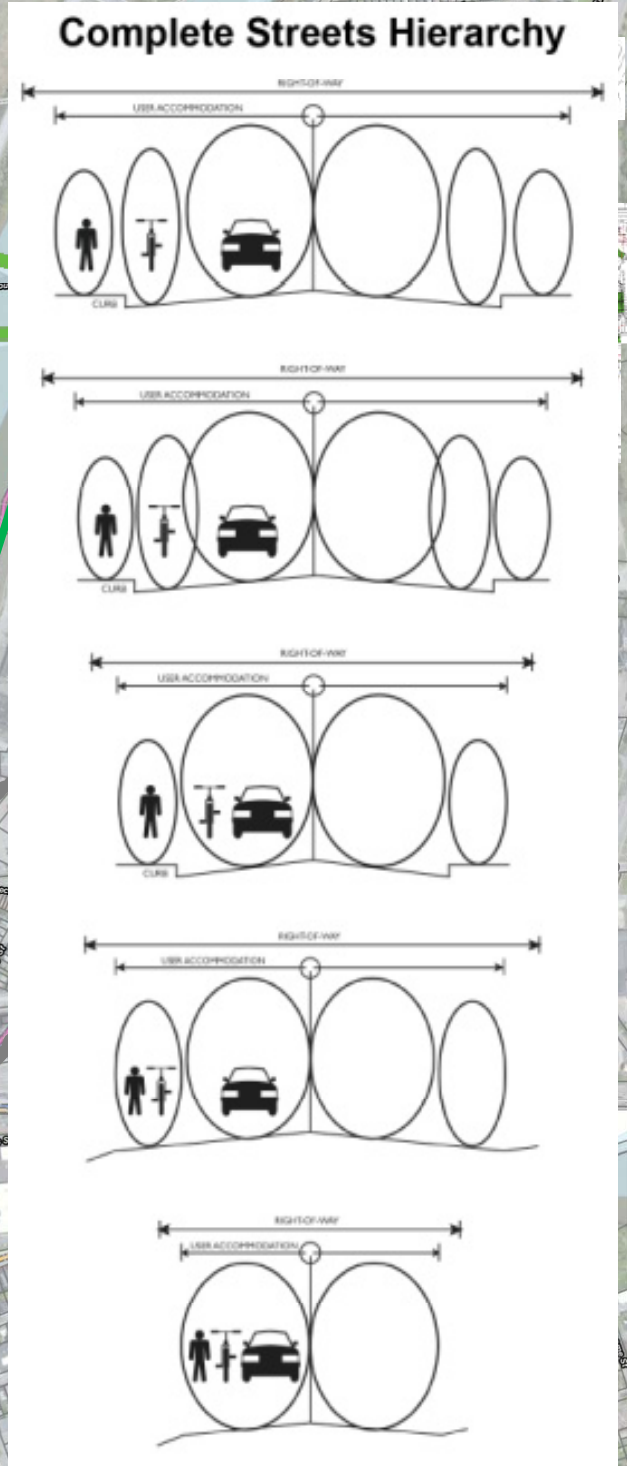 Complete Streets Hierarchy
RIGHT-OF-WAY
USER ACCOMMODATION
CURB
RIGHT-OF-WAY
USER ACCOMMODATION
CURB
RIGHT-OF-WAY
USER ACCOMMODATION
CURB
RIGHT-OF-WAY
USER ACCOMMODATION
RIGHT-OF-WAY
USER ACCOMMODATION